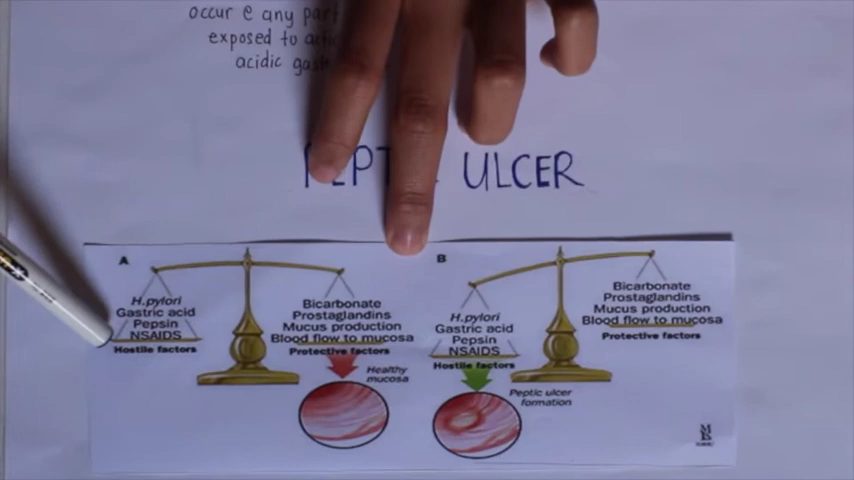 occur e any part
exposed to
acidic
ULCER
A
H.pylori
Gastric acid
Pepsin
NSAIDS
Hostile factors
Bicarbonate
Prostaglandins
Mucus production
Blood flow to mucosa
Protective factors
Healthy
mucosa
B
H.pylori
Gastric acid
Pepsin
NSAIDS
Hostile factors
Peptic ulcer
formation
Bicarbonate
Prostaglandins
Mucus production
Blood flow to mucosa
Protective factors